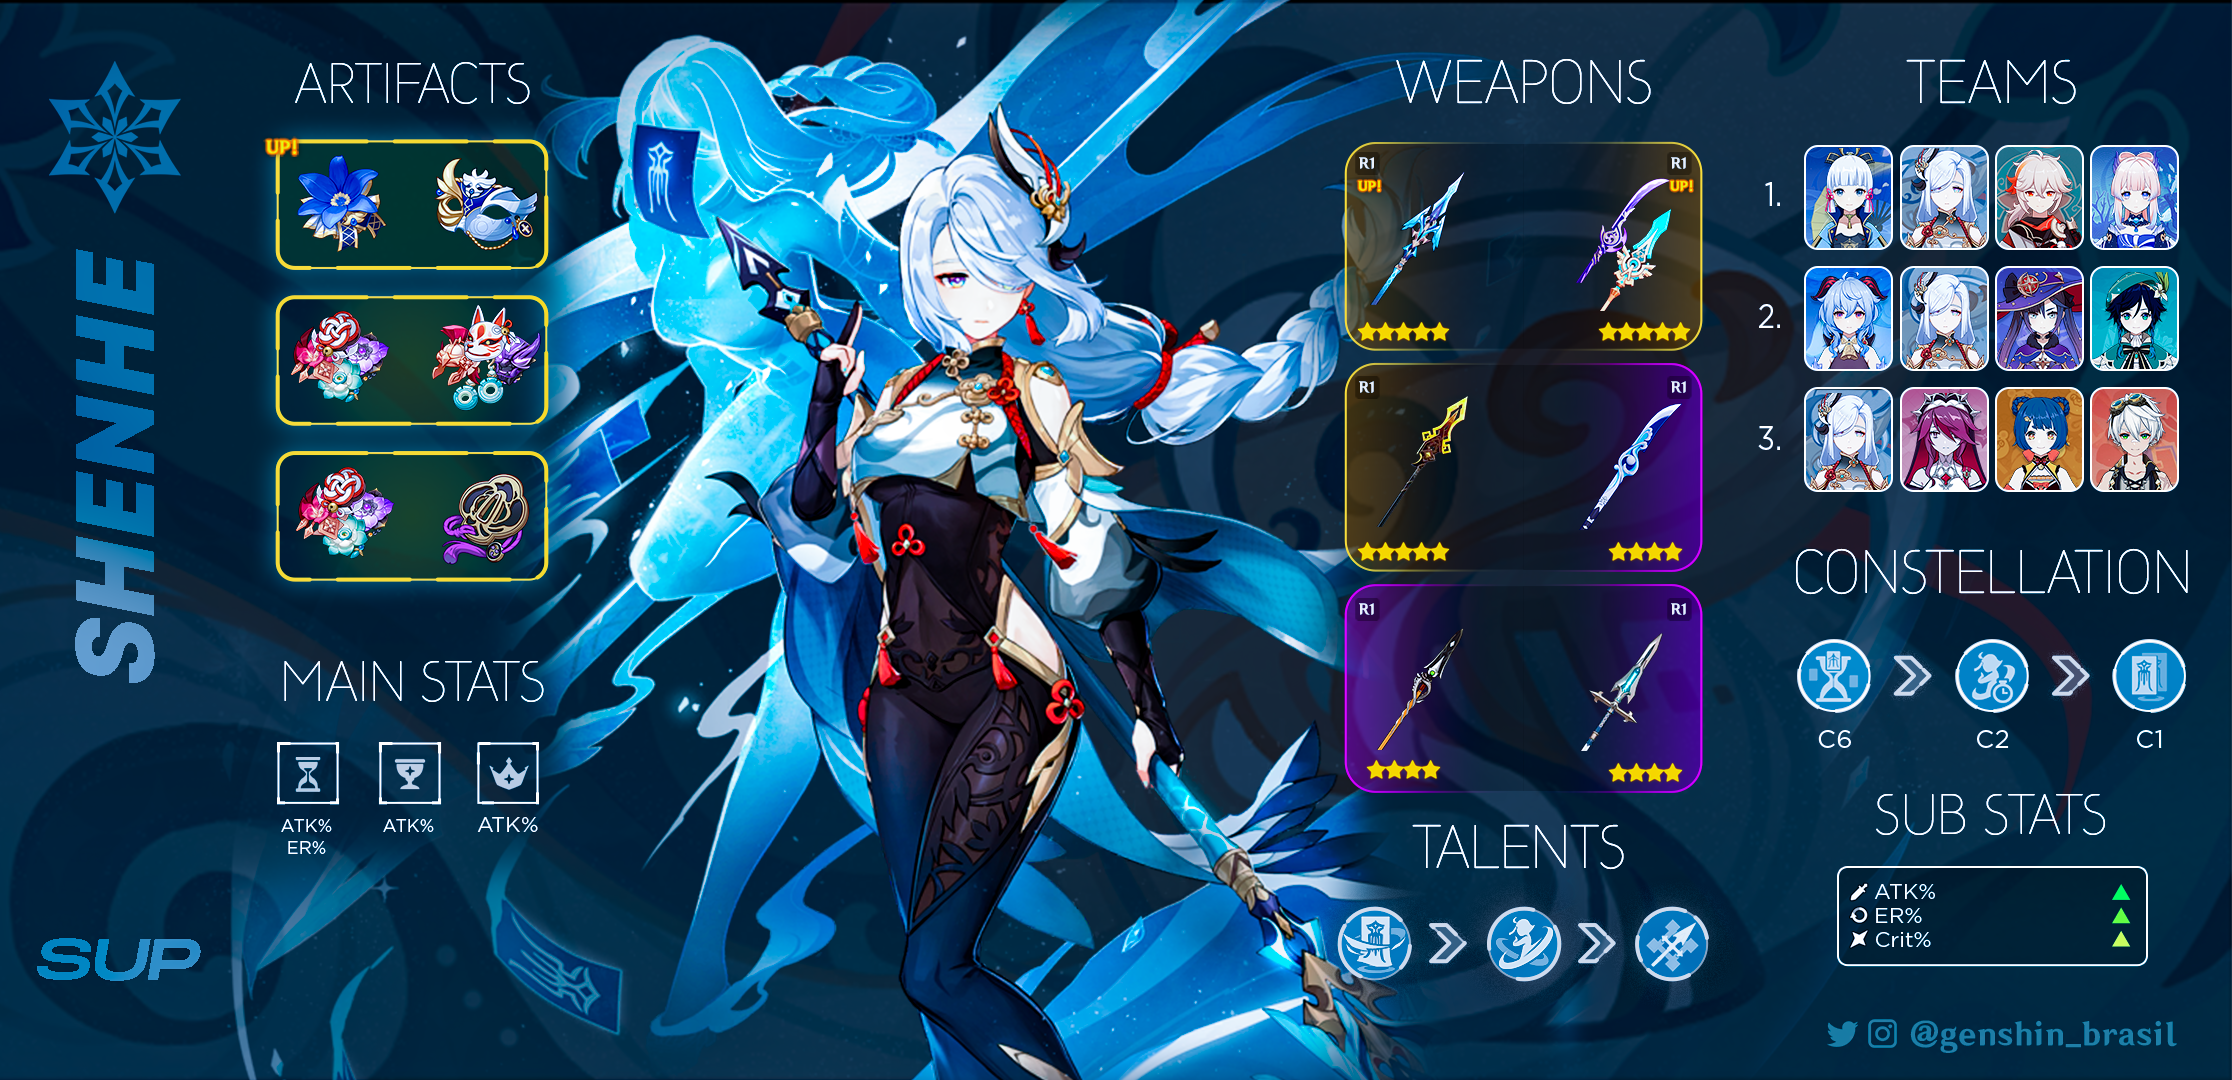 SHENHE
SUP
ARTIFACTS
UP!
MAIN STATS
ATK%
ER%
ATK%
ATK%
WEAPONS
R1
UP!
R1
UP!
R1
R1
R1
R1
TALENTS
TEAMS
1.
2.
3.
CONSTELLATION
C6
C2
C1
SUB STATS
ATK%
ER%
Crit%
@genshin_brasil